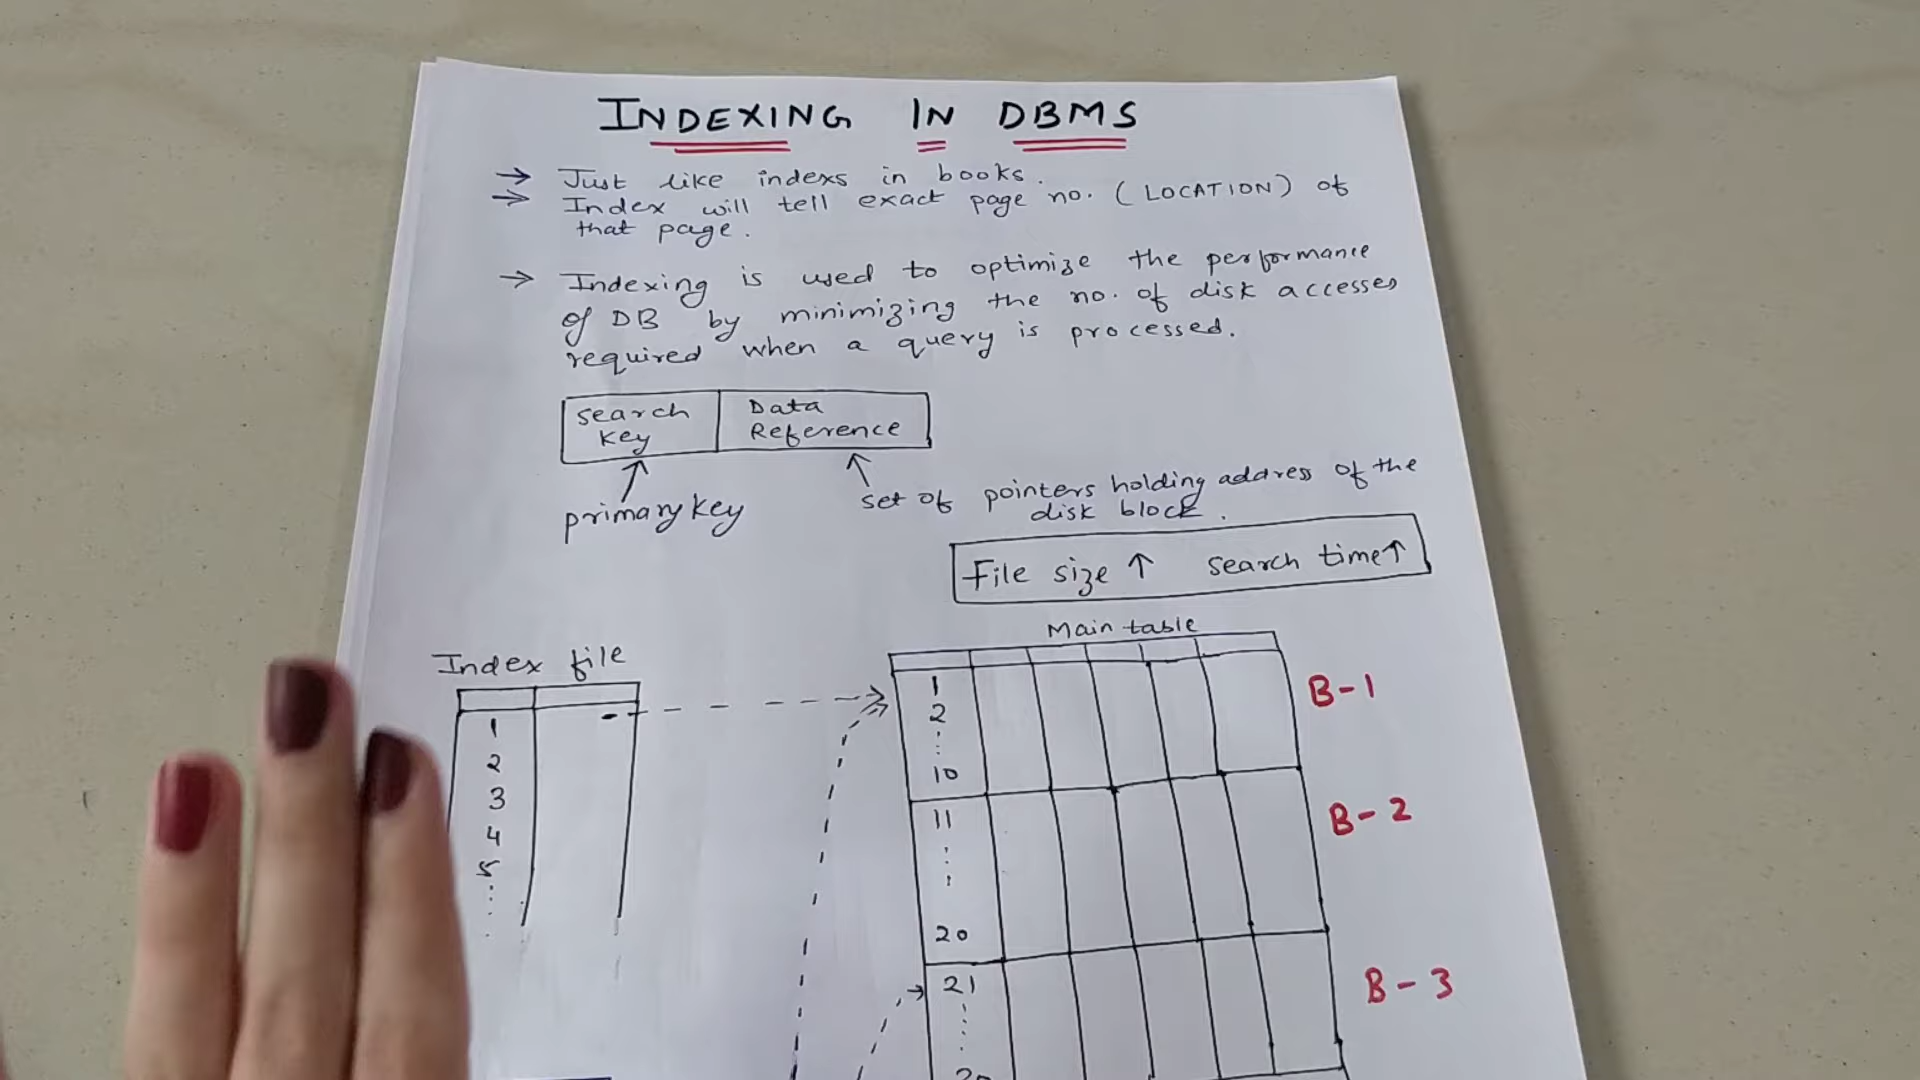 INDEXING IN DBMS
→ Just like indexs in books.
→ Index will tell exact page no. (LOCATION) of
that page.
→ Indexing is used to optimize the performance
of DB by minimizing the no. of disk accesses
required when a query is processed.
Search Key
Data Reference
primary key
set of pointers holding address of the
disk block.
File size ↑ search time ↑
Main table
Index file
1
2
3
4
5
1
2
10
11
20
21
B-1
B-2
B-3